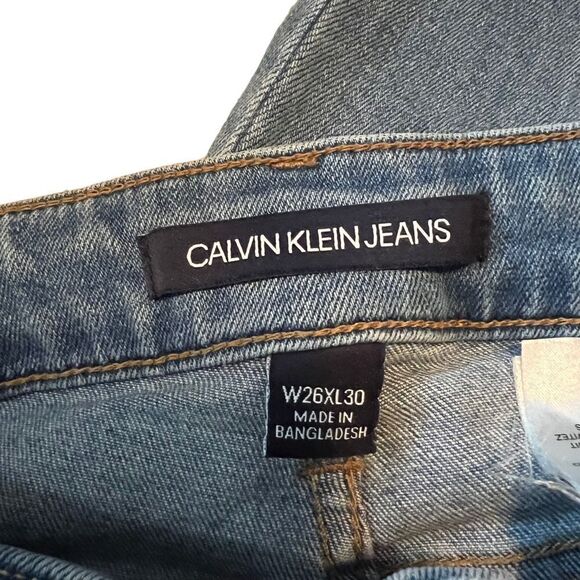 CALVIN KLEIN JEANS
W26XL30
MADE IN
BANGLADESH